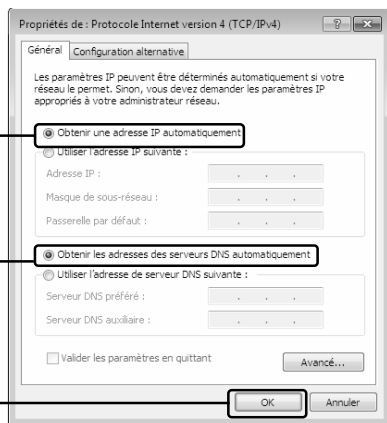 Propriétés de : Protocole Internet version 4 (TCP/IPv4)
Général Configuration alternative
Les paramètres IP peuvent être déterminés automatiquement si votre
réseau le permet. Sinon, vous devez demander les paramètres IP
appropriés à votre administrateur réseau.
Obtenir une adresse IP automatiquement
Utiliser l'adresse IP suivante :
Adresse IP :
Masque de sous-réseau :
Passerelle par défaut :
Obtenir les adresses des serveurs DNS automatiquement
Utiliser l'adresse de serveur DNS suivante :
Serveur DNS préféré :
Serveur DNS auxiliaire :
Valider les paramètres en quittant
Avancé...
OK Annuler